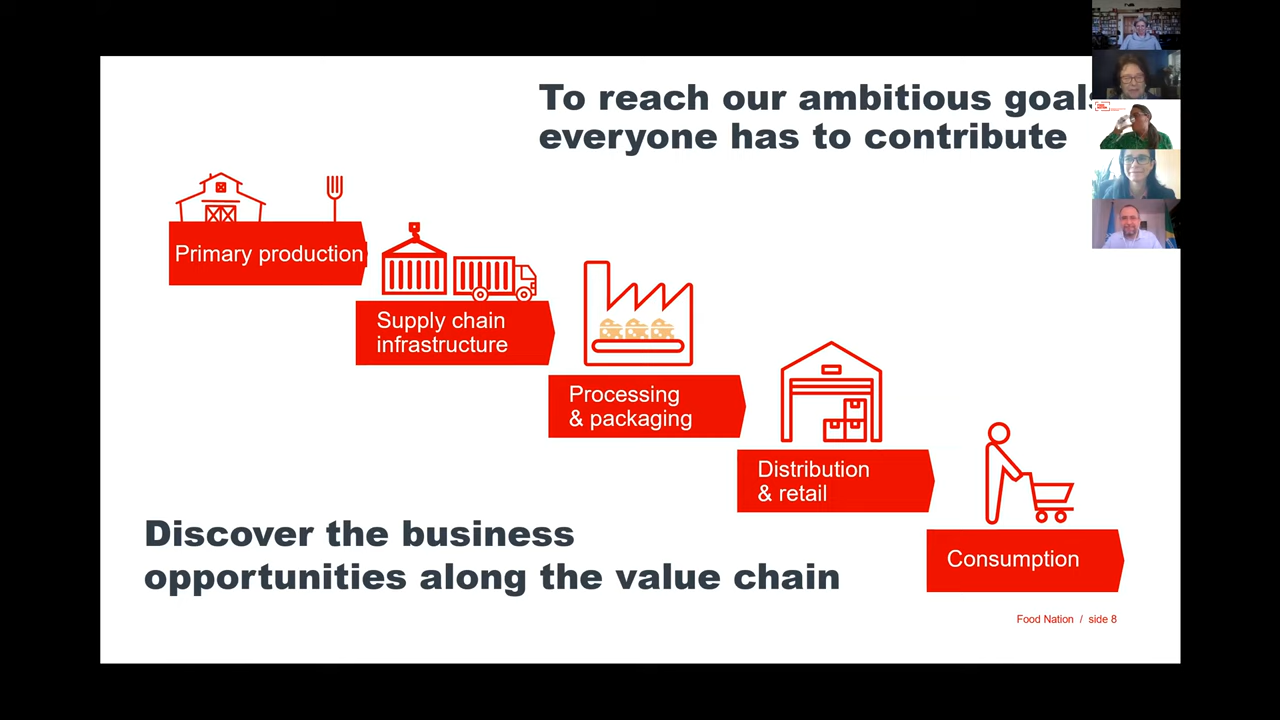 To reach our ambitious goals
everyone has to contribute
Primary production
Supply chain
infrastructure
Processing
& packaging
Distribution
& retail
Consumption
Discover the business
opportunities along the value chain
Food Nation / side 8